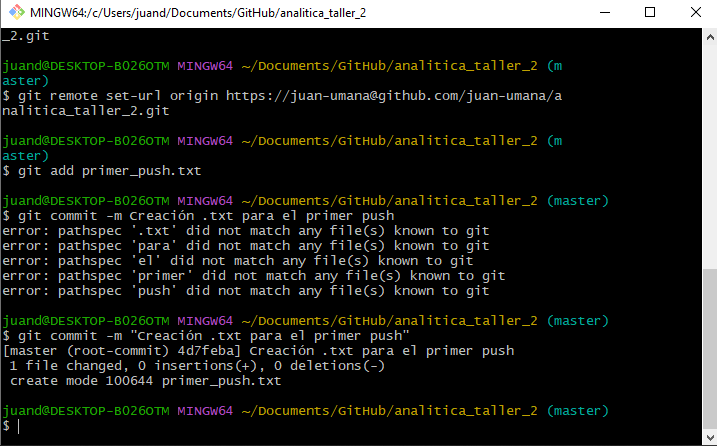 MINGW64:/c/Users/juand/Documents/GitHub/analitica_taller_2
_2.git
juand@DESKTOP-B026OTM MINGW64 ~/Documents/GitHub/analitica_taller_2 (m
aster)
$ git remote set-url origin https://juan-umana@github.com/juan-umana/a
nalitica_taller_2.git
juand@DESKTOP-B026OTM MINGW64 ~/Documents/GitHub/analitica_taller_2 (m
aster)
$ git add primer_push.txt
juand@DESKTOP-B026OTM MINGW64 ~/Documents/GitHub/analitica_taller_2 (master)
$ git commit -m Creación .txt para el primer push
error: pathspec '.txt' did not match any file(s) known to git
error: pathspec 'para' did not match any file(s) known to git
error: pathspec 'el' did not match any file(s) known to git
error: pathspec 'primer' did not match any file(s) known to git
error: pathspec 'push' did not match any file(s) known to git
juand@DESKTOP-B026OTM MINGW64 ~/Documents/GitHub/analitica_taller_2 (master)
$ git commit -m "Creación .txt para el primer push"
[master (root-commit) 4d7feba] Creación .txt para el primer push
 1 file changed, 0 insertions(+), 0 deletions(-)
 create mode 100644 primer_push.txt
juand@DESKTOP-B026OTM MINGW64 ~/Documents/GitHub/analitica_taller_2 (master)
$